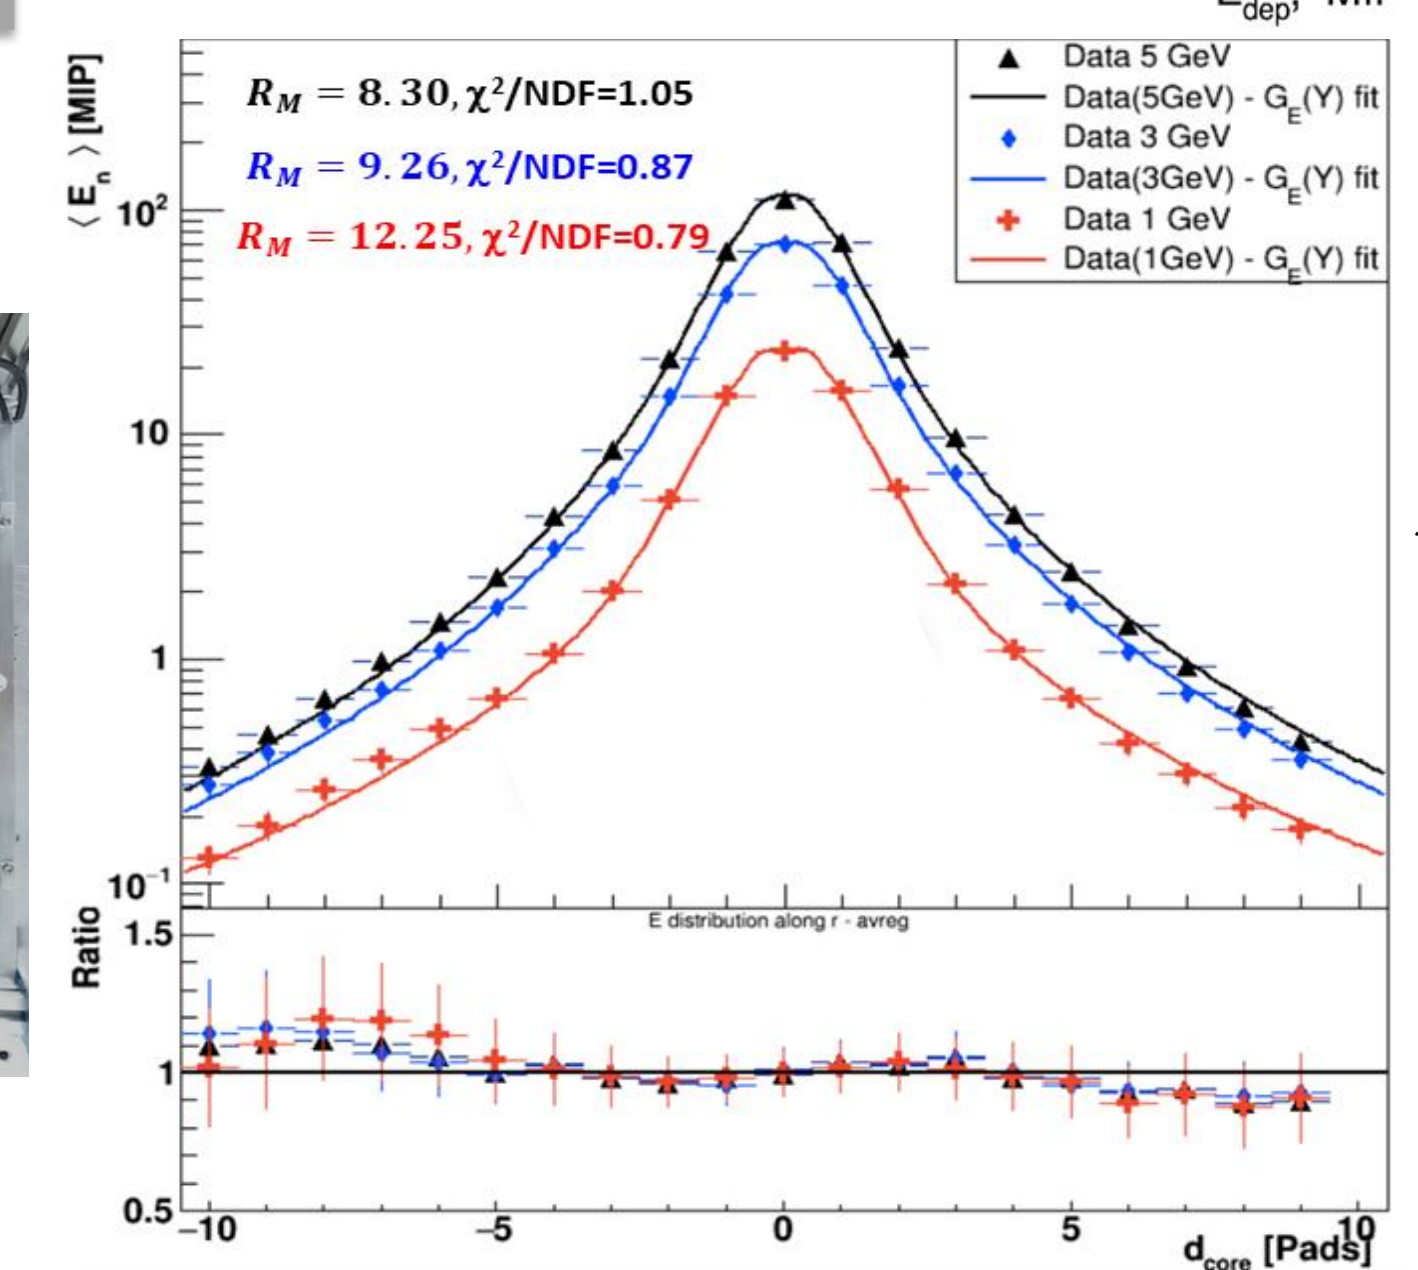 ⟨ E_n ⟩ [MIP]
R_M = 8.30, χ²/NDF=1.05
R_M = 9.26, χ²/NDF=0.87
R_M = 12.25, χ²/NDF=0.79
Data 5 GeV
Data(5GeV) - G_E(Y) fit
Data 3 GeV
Data(3GeV) - G_E(Y) fit
Data 1 GeV
Data(1GeV) - G_E(Y) fit
10²
10
1
10⁻¹
E distribution along r - avreg
Ratio
1.5
1
0.5
−10 −5 0 5 10
d_core [Pads]